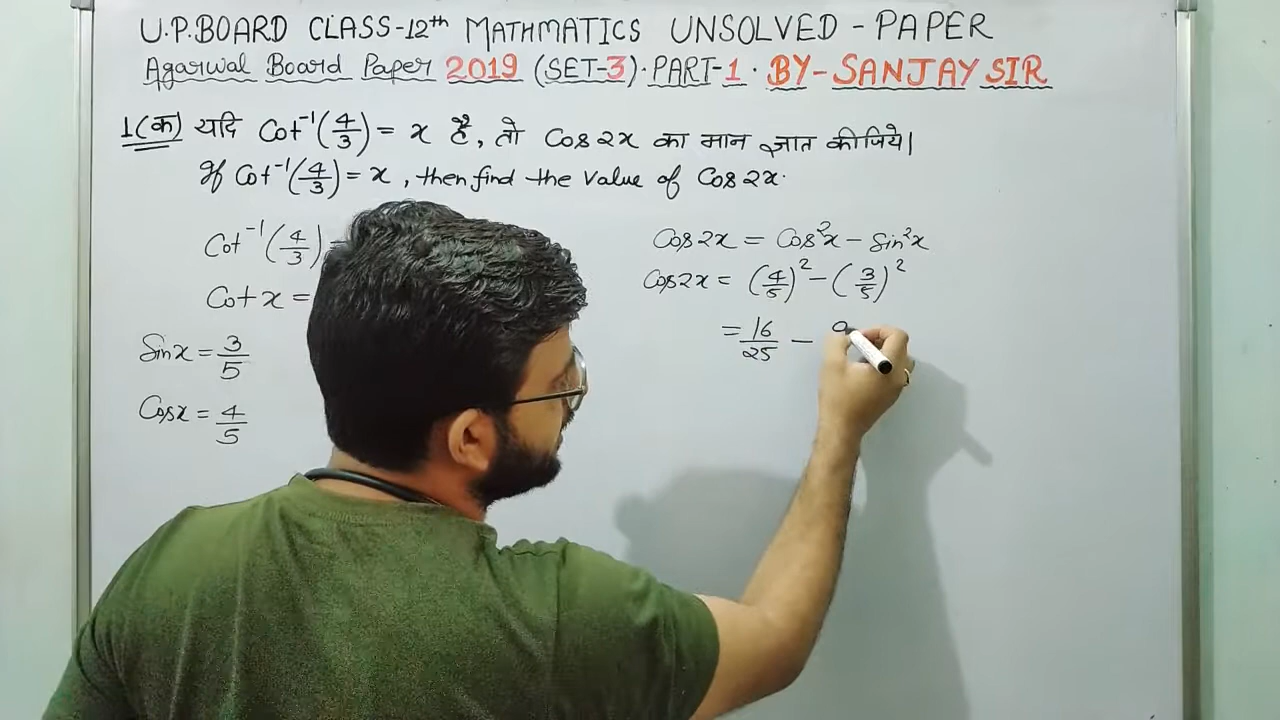 U.P.BOARD CLASS-12th MATHMATICS UNSOLVED - PAPER
Agarwal Board Paper 2019 (SET-3)· PART-1 · BY-SANJAY SIR
1(क) यदि Cot⁻¹(4/3) = x है, तो Cos 2x का मान ज्ञात कीजिये।
If Cot⁻¹(4/3) = x, then find the value of Cos 2x·
Cot⁻¹(4/3) =
Cot x =
Sin x = 3/5
Cos x = 4/5
Cos 2x = Cos²x - Sin²x
Cos 2x = (4/5)² - (3/5)²
= 16/25 -